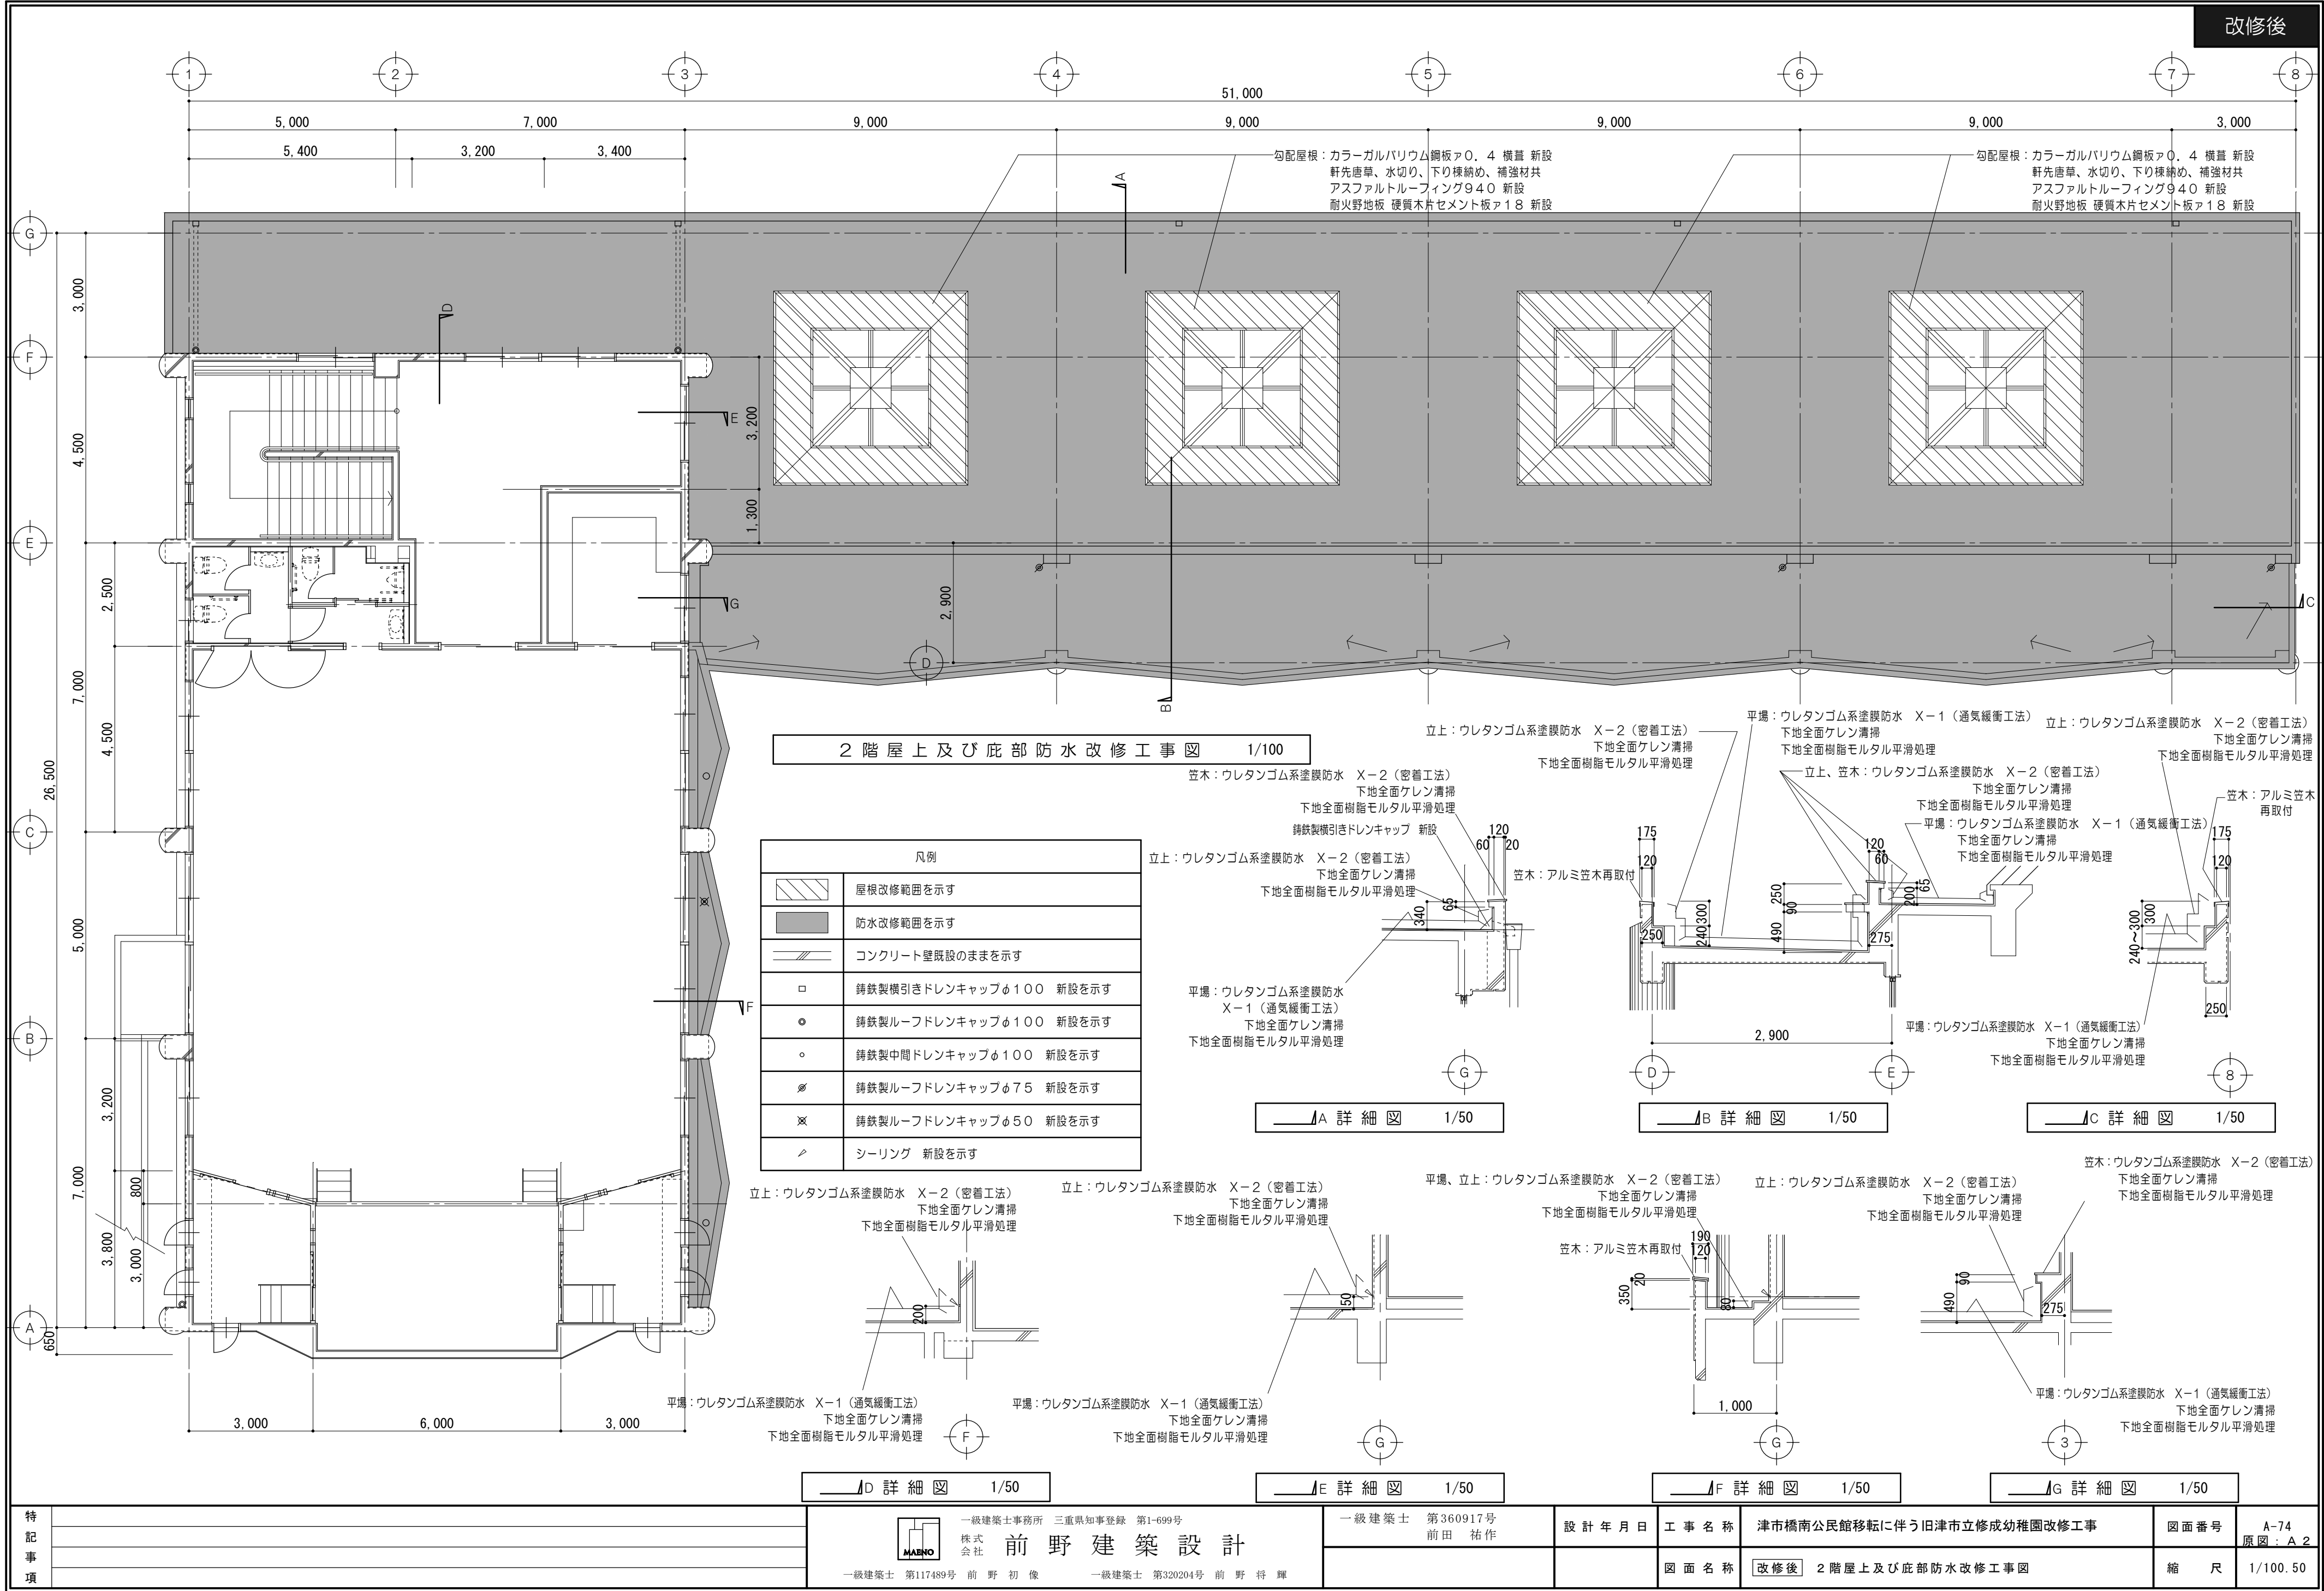 改修後
1
2
3
4
5
6
7
8
51,000
5,000
7,000
9,000
9,000
9,000
9,000
3,000
5,400
3,200
3,400
勾配屋根：カラーガルバリウム鋼板ァ０．４ 横葺 新設
軒先唐草、水切り、下り棟納め、補強材共
アスファルトルーフィング９４０ 新設
耐火野地板 硬質木片セメント板ァ１８ 新設
勾配屋根：カラーガルバリウム鋼板ァ０．４ 横葺 新設
軒先唐草、水切り、下り棟納め、補強材共
アスファルトルーフィング９４０ 新設
耐火野地板 硬質木片セメント板ァ１８ 新設
A
G
3,000
D
F
E
3,200
4,500
1,300
E
2,500
G
2,900
C
D
7,000
4,500
B
26,500
C
5,000
F
B
3,200
7,000
800
3,800
3,000
A
650
3,000
6,000
3,000
２階屋上及び庇部防水改修工事図 1/100
凡例
屋根改修範囲を示す
防水改修範囲を示す
コンクリート壁既設のままを示す
鋳鉄製横引きドレンキャップφ１００ 新設を示す
鋳鉄製ルーフドレンキャップφ１００ 新設を示す
鋳鉄製中間ドレンキャップφ１００ 新設を示す
鋳鉄製ルーフドレンキャップφ７５ 新設を示す
鋳鉄製ルーフドレンキャップφ５０ 新設を示す
シーリング 新設を示す
笠木：ウレタンゴム系塗膜防水 Ｘ－２（密着工法）
下地全面ケレン清掃
下地全面樹脂モルタル平滑処理
鋳鉄製横引きドレンキャップ 新設
立上：ウレタンゴム系塗膜防水 Ｘ－２（密着工法）
下地全面ケレン清掃
下地全面樹脂モルタル平滑処理
120
60
20
65
340
平場：ウレタンゴム系塗膜防水
Ｘ－１（通気緩衝工法）
下地全面ケレン清掃
下地全面樹脂モルタル平滑処理
G
A 詳細図 1/50
立上：ウレタンゴム系塗膜防水 Ｘ－２（密着工法）
下地全面ケレン清掃
下地全面樹脂モルタル平滑処理
平場：ウレタンゴム系塗膜防水 Ｘ－１（通気緩衝工法）
下地全面ケレン清掃
下地全面樹脂モルタル平滑処理
立上、笠木：ウレタンゴム系塗膜防水 Ｘ－２（密着工法）
下地全面ケレン清掃
下地全面樹脂モルタル平滑処理
平場：ウレタンゴム系塗膜防水 Ｘ－１（通気緩衝工法）
下地全面ケレン清掃
下地全面樹脂モルタル平滑処理
笠木：アルミ笠木再取付
175
120
120
60
250
90
490
200
65
300
240
250
275
2,900
D
E
B 詳細図 1/50
立上：ウレタンゴム系塗膜防水 Ｘ－２（密着工法）
下地全面ケレン清掃
下地全面樹脂モルタル平滑処理
笠木：アルミ笠木
再取付
175
120
300
240～300
250
平場：ウレタンゴム系塗膜防水 Ｘ－１（通気緩衝工法）
下地全面ケレン清掃
下地全面樹脂モルタル平滑処理
8
C 詳細図 1/50
立上：ウレタンゴム系塗膜防水 Ｘ－２（密着工法）
下地全面ケレン清掃
下地全面樹脂モルタル平滑処理
200
平場：ウレタンゴム系塗膜防水 Ｘ－１（通気緩衝工法）
下地全面ケレン清掃
下地全面樹脂モルタル平滑処理
F
D 詳細図 1/50
立上：ウレタンゴム系塗膜防水 Ｘ－２（密着工法）
下地全面ケレン清掃
下地全面樹脂モルタル平滑処理
150
平場：ウレタンゴム系塗膜防水 Ｘ－１（通気緩衝工法）
下地全面ケレン清掃
下地全面樹脂モルタル平滑処理
G
E 詳細図 1/50
平場、立上：ウレタンゴム系塗膜防水 Ｘ－２（密着工法）
下地全面ケレン清掃
下地全面樹脂モルタル平滑処理
笠木：アルミ笠木再取付
190
120
20
350
80
1,000
G
F 詳細図 1/50
立上：ウレタンゴム系塗膜防水 Ｘ－２（密着工法）
下地全面ケレン清掃
下地全面樹脂モルタル平滑処理
笠木：ウレタンゴム系塗膜防水 Ｘ－２（密着工法）
下地全面ケレン清掃
下地全面樹脂モルタル平滑処理
90
490
275
平場：ウレタンゴム系塗膜防水 Ｘ－１（通気緩衝工法）
下地全面ケレン清掃
下地全面樹脂モルタル平滑処理
3
G 詳細図 1/50
特記事項
MAENO
一級建築士事務所 三重県知事登録 第1-699号
株式会社 前野建築設計
一級建築士 第117489号 前野初像 一級建築士 第320204号 前野将輝
一級建築士 第360917号
前田 祐作
設計年月日
工事名称
津市橋南公民館移転に伴う旧津市立修成幼稚園改修工事
図面番号
A-74
原図：Ａ２
図面名称
改修後 ２階屋上及び庇部防水改修工事図
縮尺
1/100.50